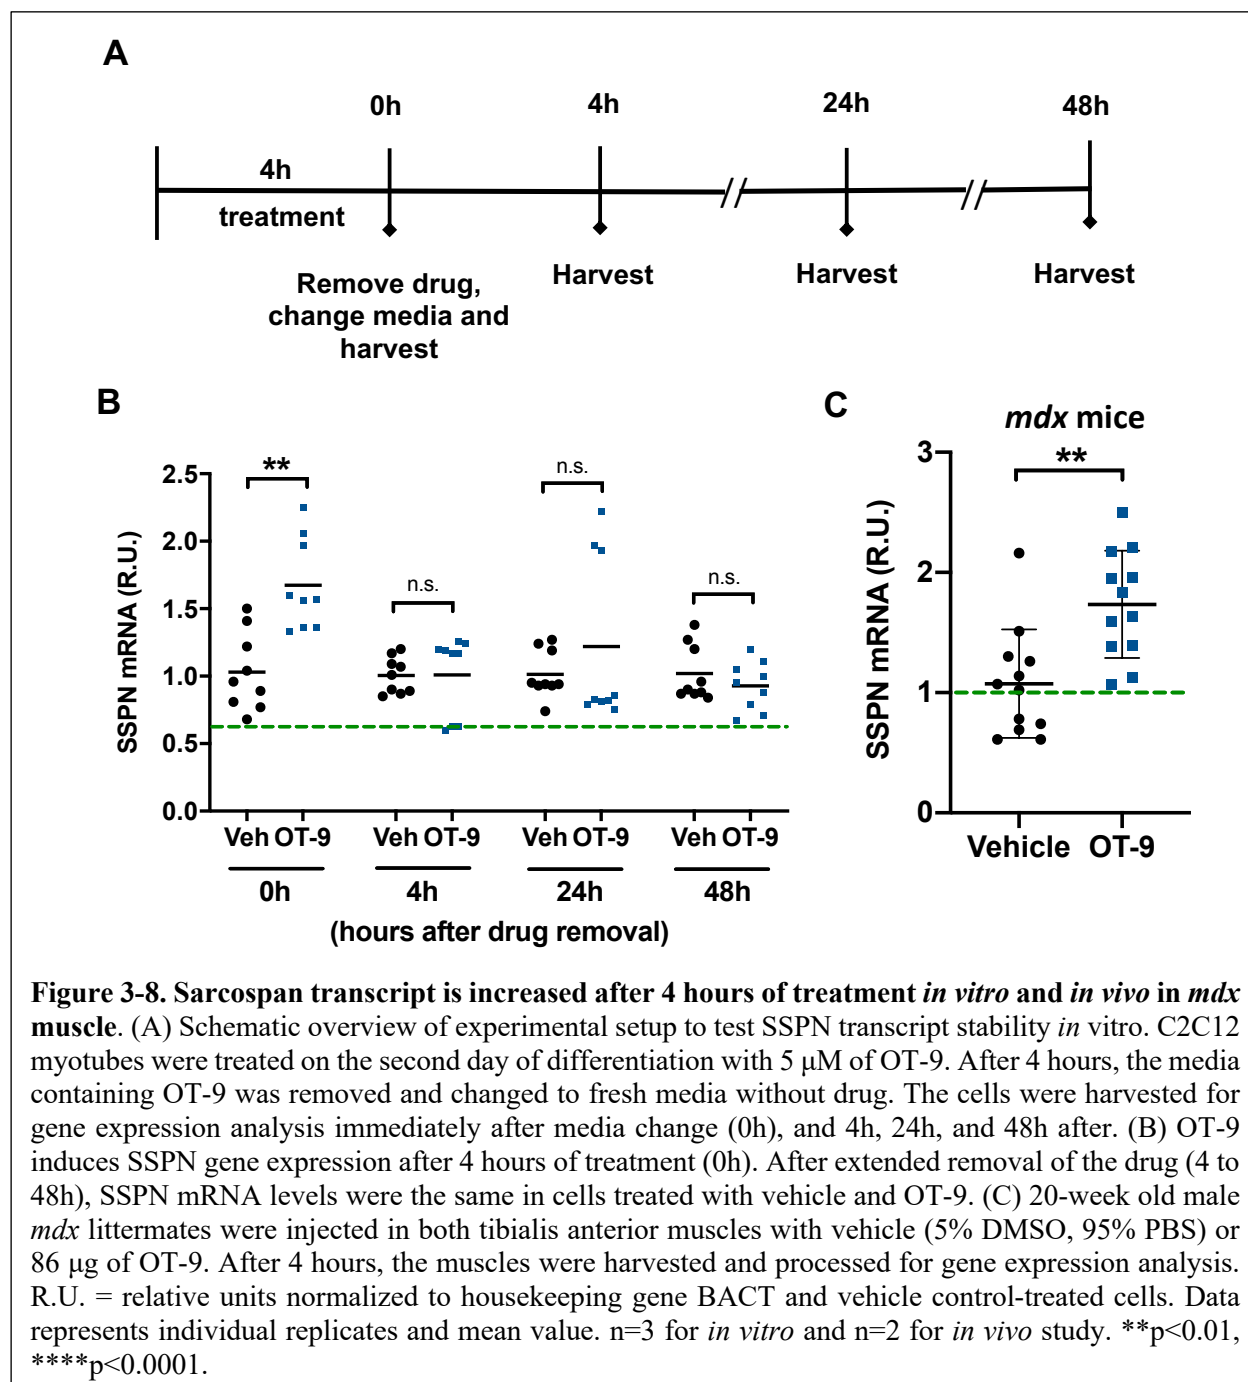 A
0h
4h
24h
48h
4h
treatment
Remove drug,
change media and
harvest
Harvest
Harvest
Harvest
B
SSPN mRNA (R.U.)
2.5
2.0
1.5
1.0
0.5
0.0
**
n.s.
n.s.
n.s.
Veh OT-9
Veh OT-9
Veh OT-9
Veh OT-9
0h
4h
24h
48h
(hours after drug removal)
C
mdx mice
SSPN mRNA (R.U.)
3
2
1
0
**
Vehicle OT-9
Figure 3-8. Sarcospan transcript is increased after 4 hours of treatment in vitro and in vivo in mdx
muscle. (A) Schematic overview of experimental setup to test SSPN transcript stability in vitro. C2C12
myotubes were treated on the second day of differentiation with 5 μM of OT-9. After 4 hours, the media
containing OT-9 was removed and changed to fresh media without drug. The cells were harvested for
gene expression analysis immediately after media change (0h), and 4h, 24h, and 48h after. (B) OT-9
induces SSPN gene expression after 4 hours of treatment (0h). After extended removal of the drug (4 to
48h), SSPN mRNA levels were the same in cells treated with vehicle and OT-9. (C) 20-week old male
mdx littermates were injected in both tibialis anterior muscles with vehicle (5% DMSO, 95% PBS) or
86 μg of OT-9. After 4 hours, the muscles were harvested and processed for gene expression analysis.
R.U. = relative units normalized to housekeeping gene BACT and vehicle control-treated cells. Data
represents individual replicates and mean value. n=3 for in vitro and n=2 for in vivo study. **p<0.01,
****p<0.0001.